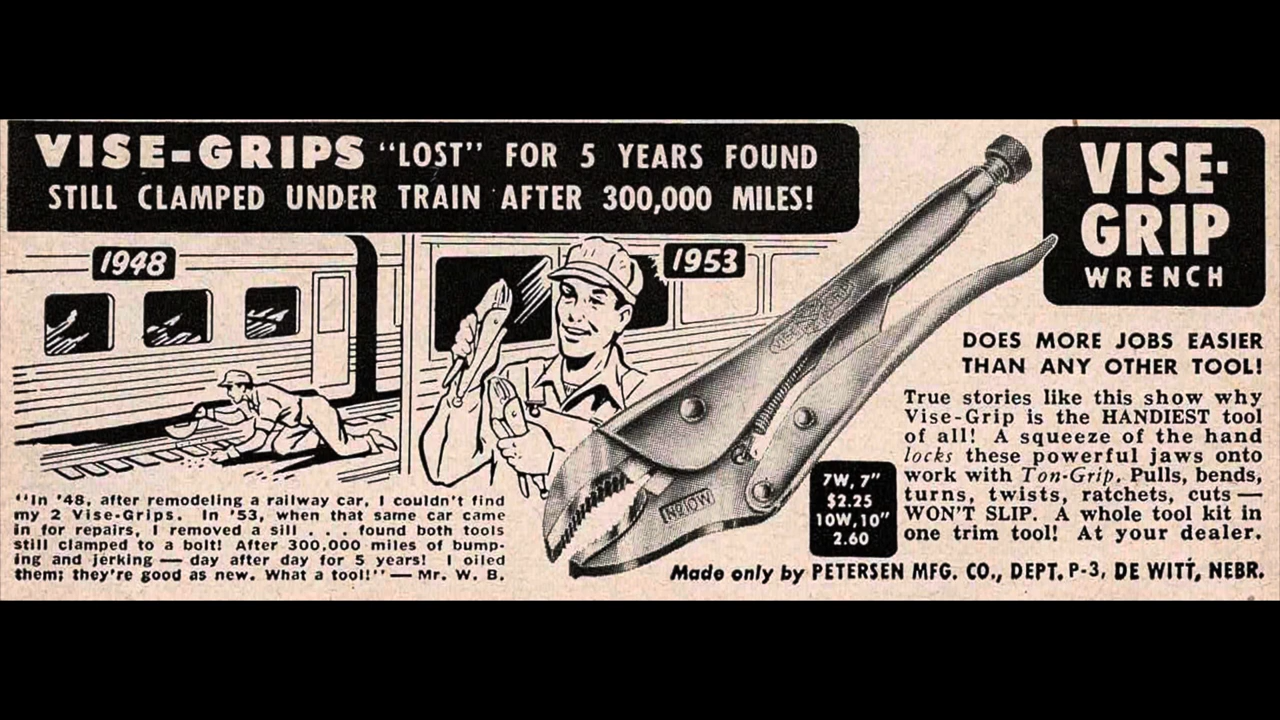 VISE-GRIPS "LOST" FOR 5 YEARS FOUND
STILL CLAMPED UNDER TRAIN AFTER 300,000 MILES!
1948
1953
"In '48, after remodeling a railway car, I couldn't find
my 2 Vise-Grips. In '53, when that same car came
in for repairs, I removed a sill . . . found both tools
still clamped to a bolt! After 300,000 miles of bump-
ing and jerking — day after day for 5 years! I oiled
them; they're good as new. What a tool!" — Mr. W. B.
VISE-GRIP
NO10W
7W, 7"
$2.25
10W, 10"
2.60
VISE-
GRIP
WRENCH
DOES MORE JOBS EASIER
THAN ANY OTHER TOOL!
True stories like this show why
Vise-Grip is the HANDIEST tool
of all! A squeeze of the hand
locks these powerful jaws onto
work with Ton-Grip. Pulls, bends,
turns, twists, ratchets, cuts —
WON'T SLIP. A whole tool kit in
one trim tool! At your dealer.
Made only by PETERSEN MFG. CO., DEPT. P-3, DE WITT, NEBR.